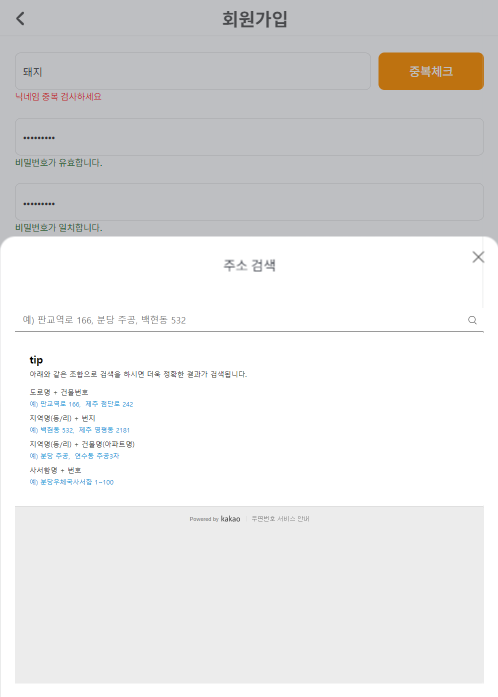 회원가입
돼지
중복체크
닉네임 중복 검사하세요
•••••••••
비밀번호가 유효합니다.
•••••••••
비밀번호가 일치합니다.
주소 검색
예) 판교역로 166, 분당 주공, 백현동 532
tip
아래와 같은 조합으로 검색을 하시면 더욱 정확한 결과가 검색됩니다.
도로명 + 건물번호
예) 판교역로 166, 제주 첨단로 242
지역명(동/리) + 번지
예) 백현동 532, 제주 영평동 2181
지역명(동/리) + 건물명(아파트명)
예) 분당 주공, 연수동 주공3차
사서함명 + 번호
예) 분당우체국사서함 1~100
Powered by kakao 우편번호 서비스 안내